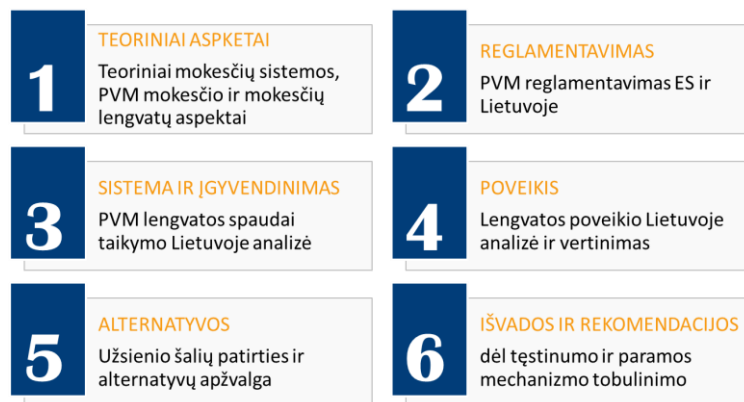 1
TEORINIAI ASPKETAI
Teoriniai mokesčių sistemos,
PVM mokesčio ir mokesčių
lengvatų aspektai
2
REGLAMENTAVIMAS
PVM reglamentavimas ES ir
Lietuvoje
3
SISTEMA IR ĮGYVENDINIMAS
PVM lengvatos spaudai
taikymo Lietuvoje analizė
4
POVEIKIS
Lengvatos poveikio Lietuvoje
analizė ir vertinimas
5
ALTERNATYVOS
Užsienio šalių patirties ir
alternatyvų apžvalga
6
IŠVADOS IR REKOMENDACIJOS
dėl tęstinumo ir paramos
mechanizmo tobulinimo